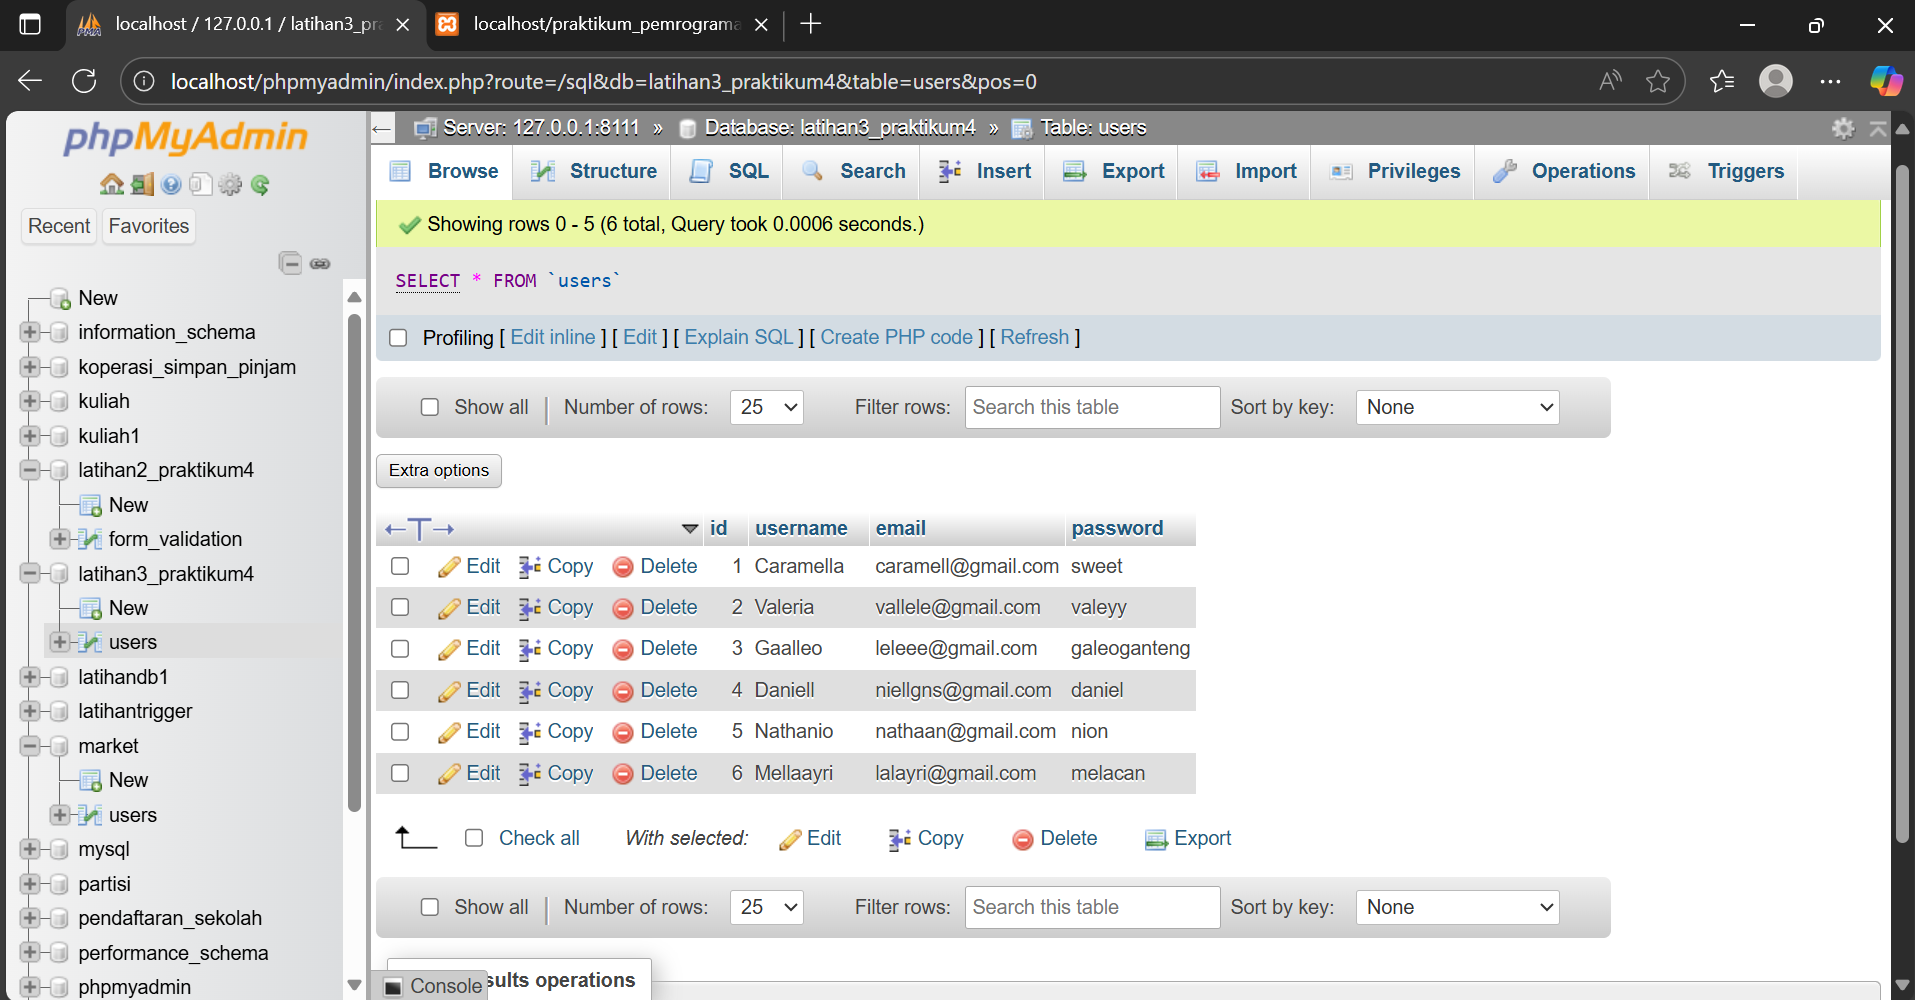 localhost / 127.0.0.1 / latihan3_pra
localhost/praktikum_pemrograma
localhost/phpmyadmin/index.php?route=/sql&db=latihan3_praktikum4&table=users&pos=0
phpMyAdmin
Recent
Favorites
New
information_schema
koperasi_simpan_pinjam
kuliah
kuliah1
latihan2_praktikum4
New
form_validation
latihan3_praktikum4
New
users
latihandb1
latihantrigger
market
New
users
mysql
partisi
pendaftaran_sekolah
performance_schema
phpmyadmin
Server: 127.0.0.1:8111 » Database: latihan3_praktikum4 » Table: users
Browse Structure SQL Search Insert Export Import Privileges Operations Triggers
Showing rows 0 - 5 (6 total, Query took 0.0006 seconds.)
SELECT * FROM `users`
Profiling [ Edit inline ] [ Edit ] [ Explain SQL ] [ Create PHP code ] [ Refresh ]
Show all | Number of rows: 25 Filter rows: Search this table Sort by key: None
Extra options
←T→ id username email password
Edit Copy Delete 1 Caramella caramell@gmail.com sweet
Edit Copy Delete 2 Valeria vallele@gmail.com valeyy
Edit Copy Delete 3 Gaalleo leleee@gmail.com galeoganteng
Edit Copy Delete 4 Daniell niellgns@gmail.com daniel
Edit Copy Delete 5 Nathanio nathaan@gmail.com nion
Edit Copy Delete 6 Mellaayri lalayri@gmail.com melacan
Check all With selected: Edit Copy Delete Export
Show all | Number of rows: 25 Filter rows: Search this table Sort by key: None
Console
sults operations